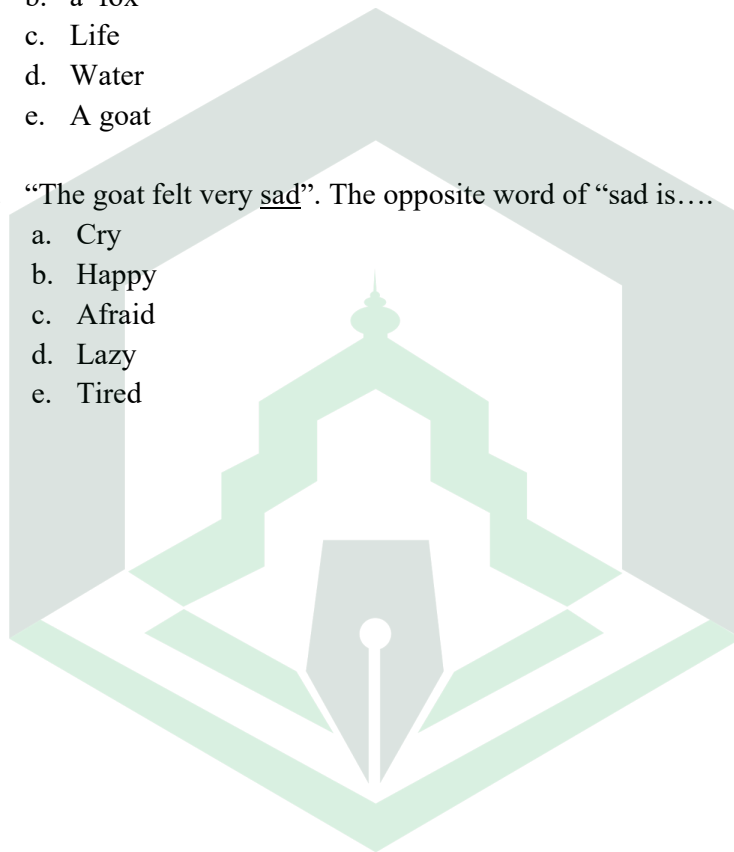 b. a fox
c. Life
d. Water
e. A goat
“The goat felt very sad”. The opposite word of “sad is….
a. Cry
b. Happy
c. Afraid
d. Lazy
e. Tired